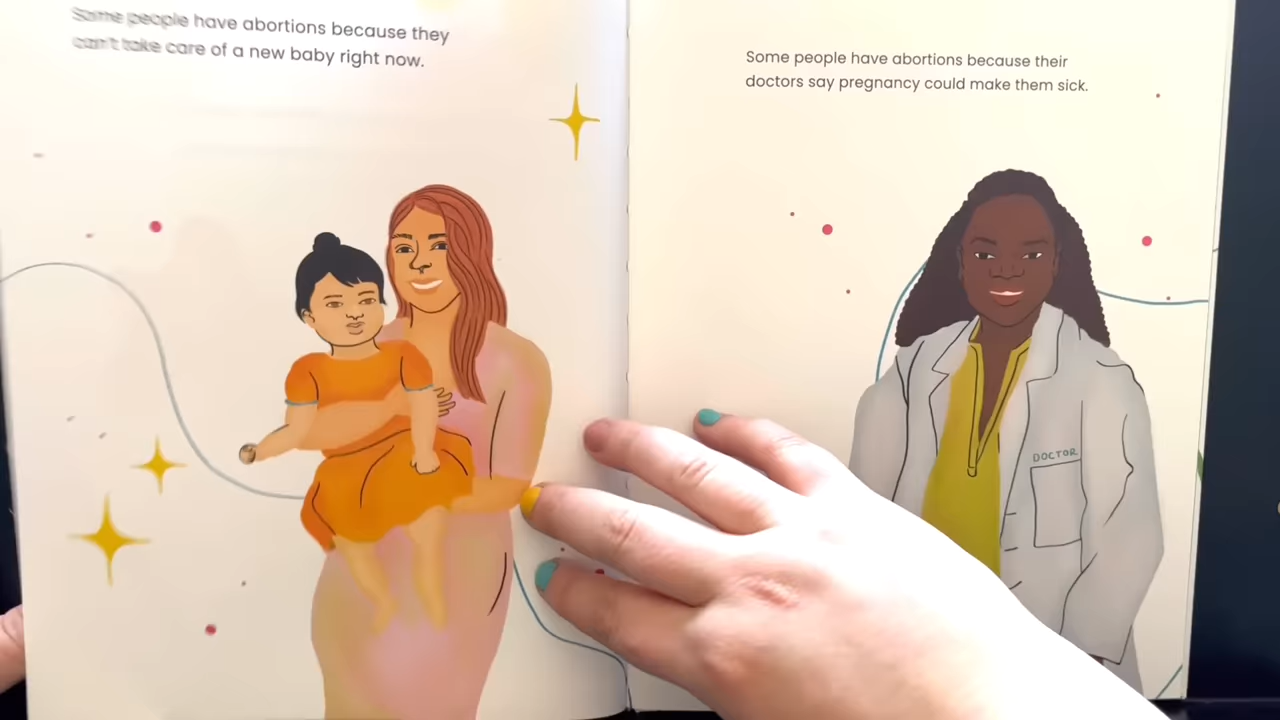 Some people have abortions because they
can't take care of a new baby right now.
Some people have abortions because their
doctors say pregnancy could make them sick.
DOCTOR